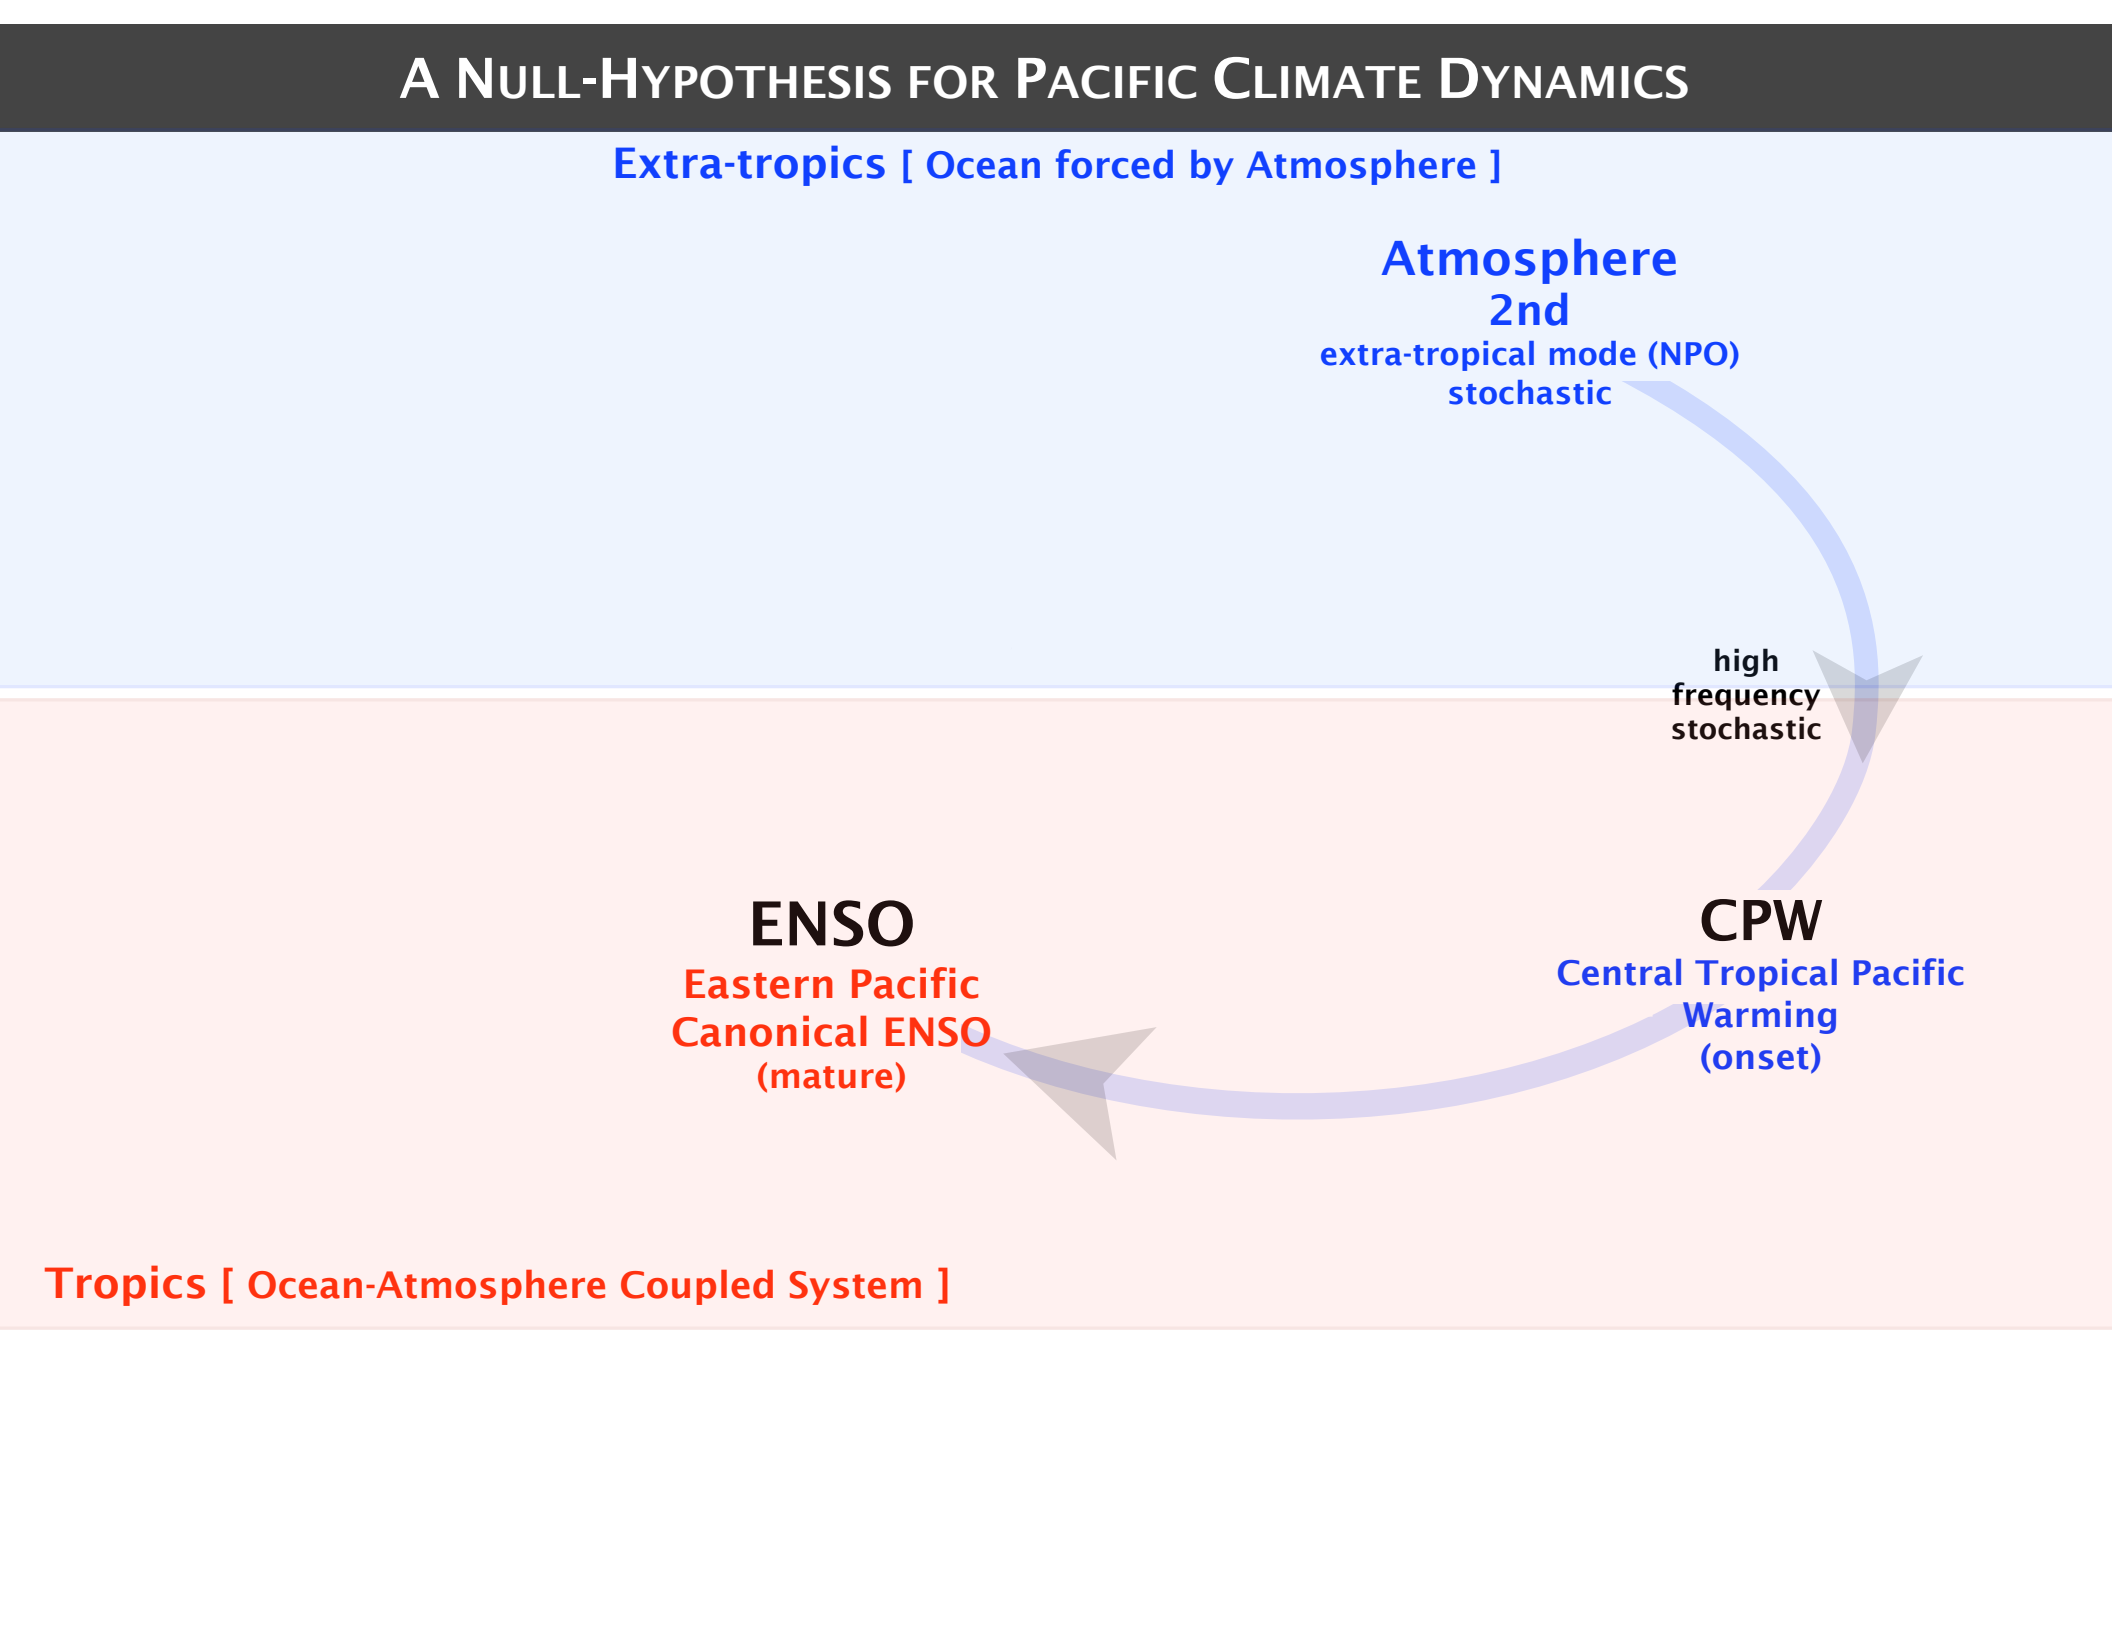 A NULL-HYPOTHESIS FOR PACIFIC CLIMATE DYNAMICS
Extra-tropics [ Ocean forced by Atmosphere ]
Atmosphere
2nd
extra-tropical mode (NPO)
stochastic
high
frequency
stochastic
ENSO
Eastern Pacific
Canonical ENSO
(mature)
CPW
Central Tropical Pacific
Warming
(onset)
Tropics [ Ocean-Atmosphere Coupled System ]